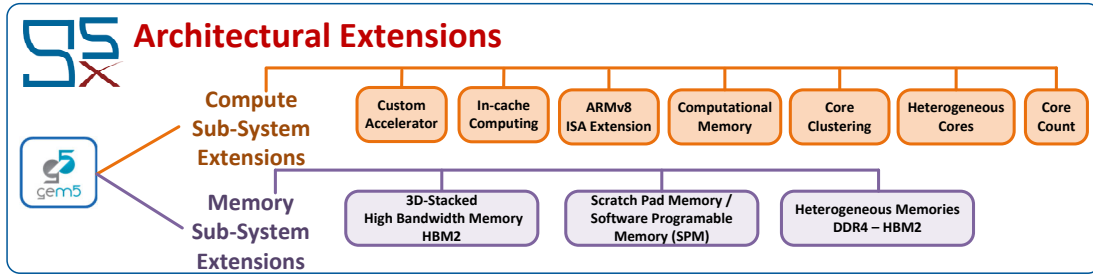 g5
x
Architectural Extensions
Compute
Sub-System
Extensions
Custom
Accelerator
In-cache
Computing
ARMv8
ISA Extension
Computational
Memory
Core
Clustering
Heterogeneous
Cores
Core
Count
gem5
Memory
Sub-System
Extensions
3D-Stacked
High Bandwidth Memory
HBM2
Scratch Pad Memory /
Software Programable
Memory (SPM)
Heterogeneous Memories
DDR4 – HBM2